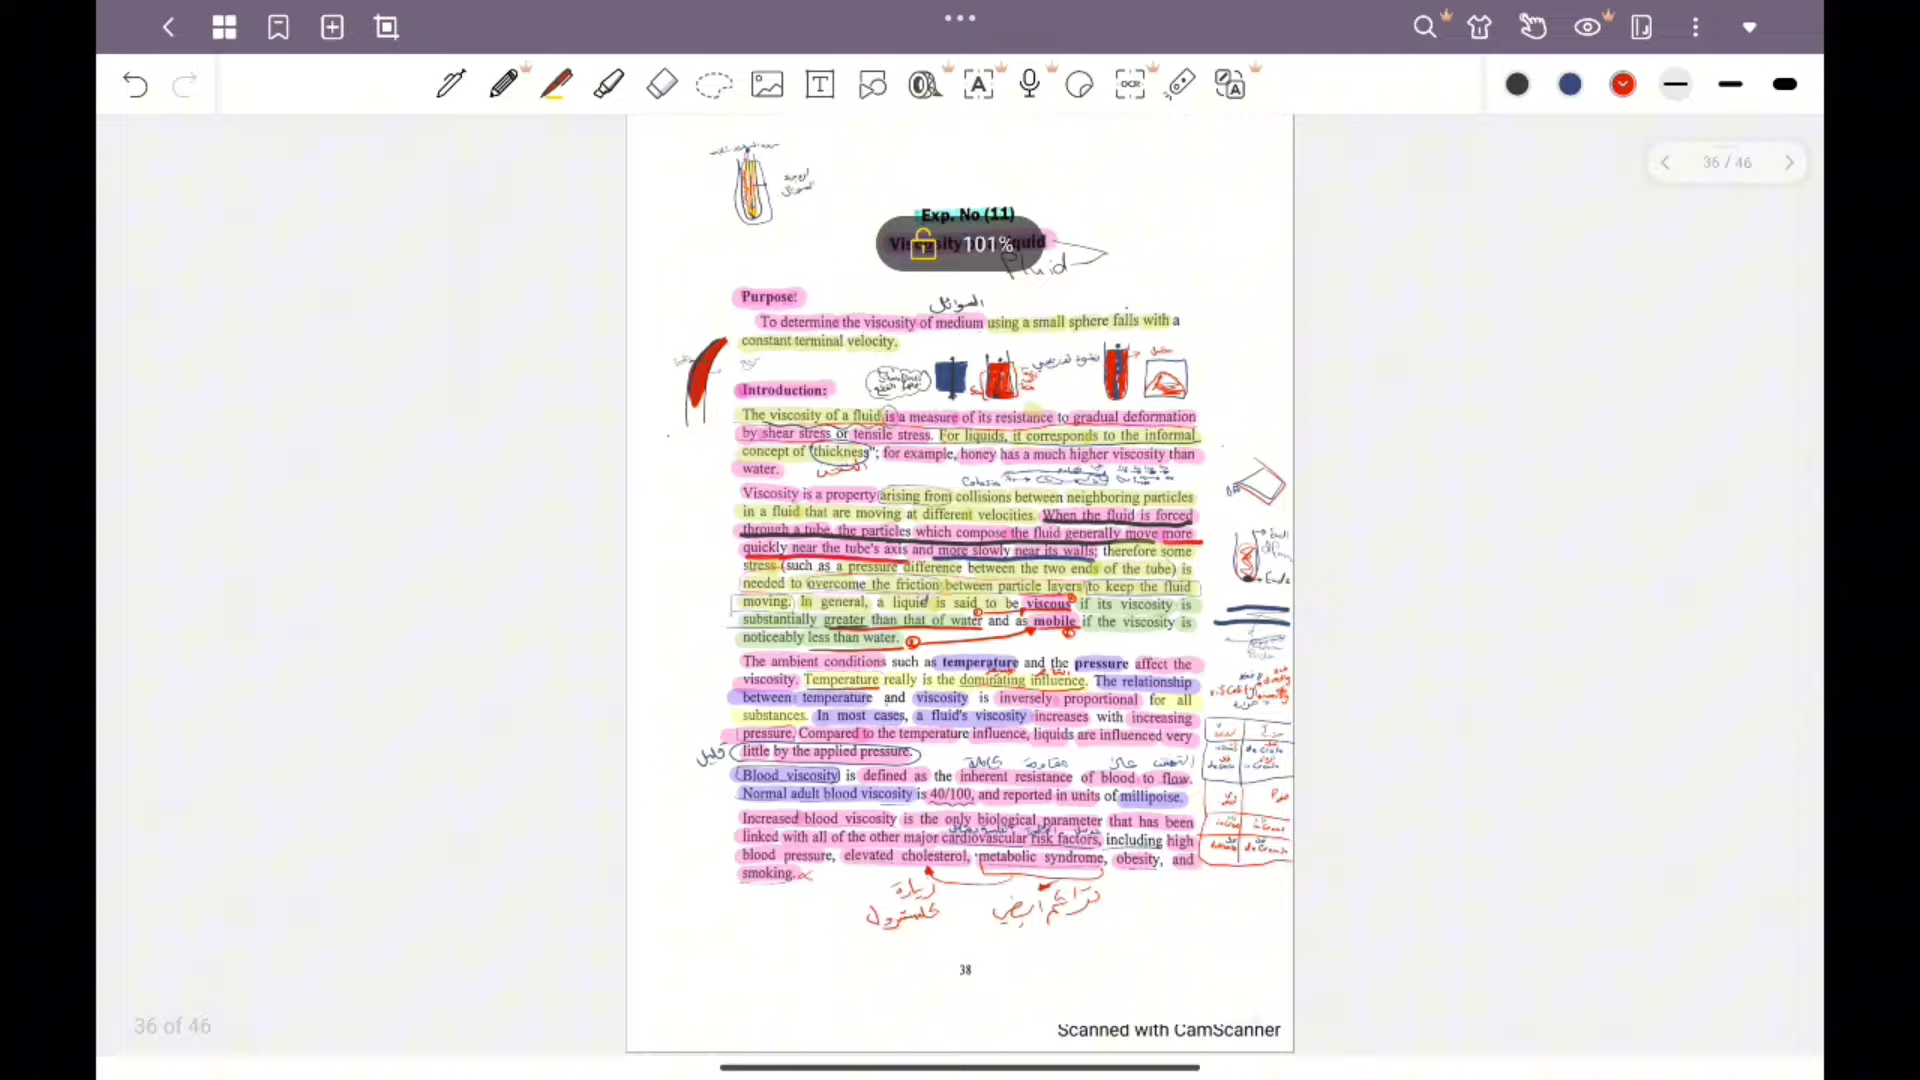 36 / 46
Exp. No (11)
101%
Fluid
Purpose:
السوائل
To determine the viscosity of medium using a small sphere falls with a
constant terminal velocity.
Introduction:
The viscosity of a fluid is a measure of its resistance to gradual deformation
by shear stress or tensile stress. For liquids, it corresponds to the informal
concept of "thickness"; for example, honey has a much higher viscosity than
water.
Viscosity is a property arising from collisions between neighboring particles
in a fluid that are moving at different velocities. When the fluid is forced
through a tube, the particles which compose the fluid generally move more
quickly near the tube's axis and more slowly near its walls; therefore some
stress (such as a pressure difference between the two ends of the tube) is
needed to overcome the friction between particle layers to keep the fluid
moving. In general, a liquid is said to be viscous if its viscosity is
substantially greater than that of water and as mobile if the viscosity is
noticeably less than water.
The ambient conditions such as temperature and the pressure affect the
viscosity. Temperature really is the dominating influence. The relationship
between temperature and viscosity is inversely proportional for all
substances. In most cases, a fluid's viscosity increases with increasing
pressure. Compared to the temperature influence, liquids are influenced very
little by the applied pressure.
قليل
Blood viscosity is defined as the inherent resistance of blood to flow.
Normal adult blood viscosity is 40/100, and reported in units of millipoise.
Increased blood viscosity is the only biological parameter that has been
linked with all of the other major cardiovascular risk factors, including high
blood pressure, elevated cholesterol, metabolic syndrome, obesity, and
smoking.
زيادة
كلسترول
38
36 of 46
Scanned with CamScanner